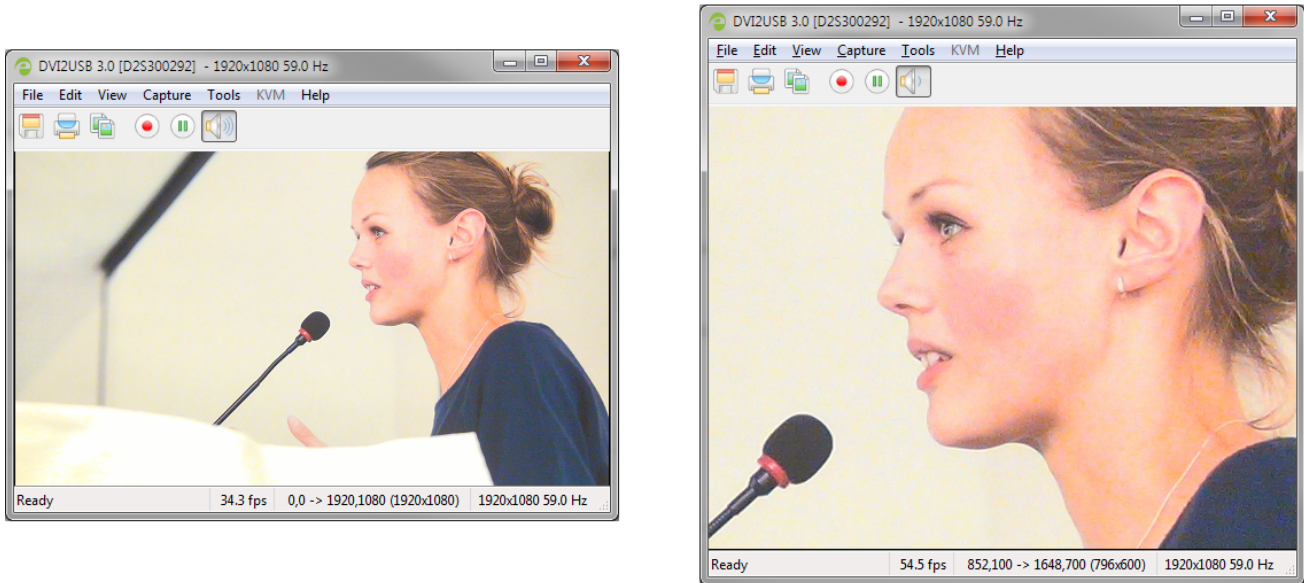 DVI2USB 3.0 [D2S300292] - 1920x1080 59.0 Hz
File Edit View Capture Tools KVM Help
Ready 34.3 fps 0,0 -> 1920,1080 (1920x1080) 1920x1080 59.0 Hz
DVI2USB 3.0 [D2S300292] - 1920x1080 59.0 Hz
File Edit View Capture Tools KVM Help
Ready 54.5 fps 852,100 -> 1648,700 (796x600) 1920x1080 59.0 Hz